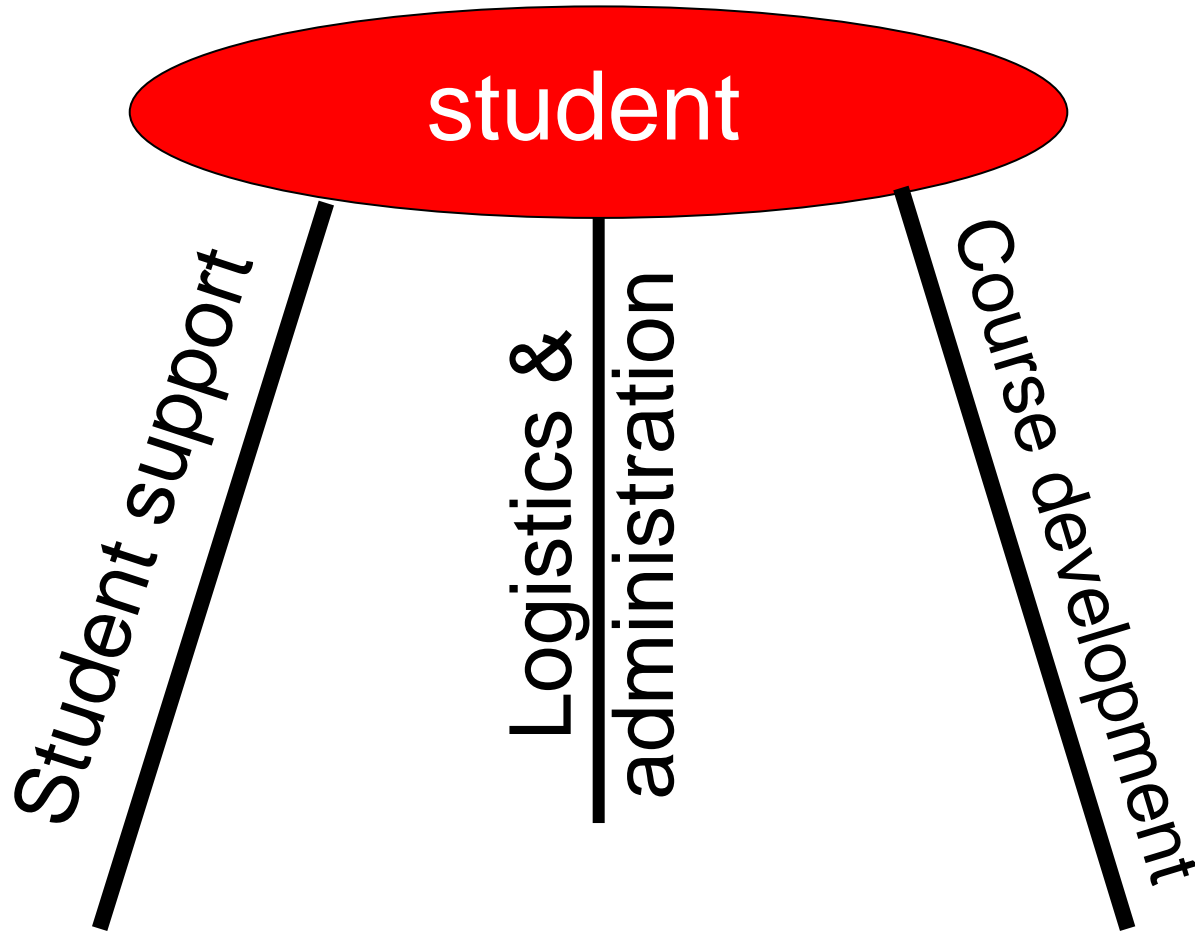 student
Student support
Logistics &
administration
Course development